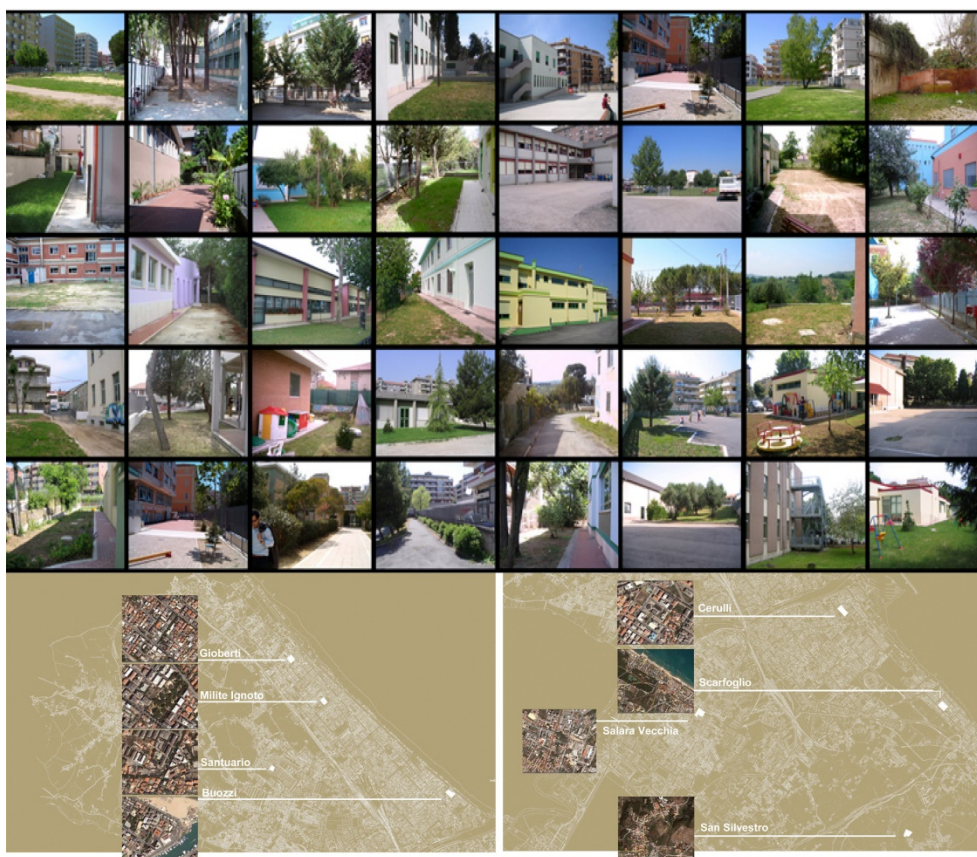 Gioberti
Milite Ignoto
Santuario
Buozzi
Cerulli
Scarfoglio
Salara Vecchia
San Silvestro